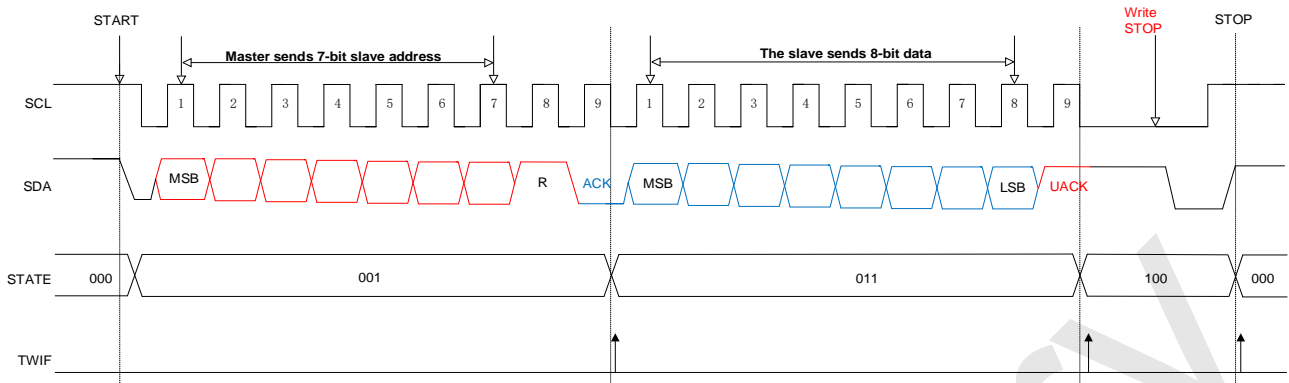 START
Write
STOP
STOP
Master sends 7-bit slave address
The slave sends 8-bit data
SCL
1 2 3 4 5 6 7 8 9 1 2 3 4 5 6 7 8 9
SDA
MSB R ACK MSB LSB UACK
STATE
000 001 011 100 000
TWIF